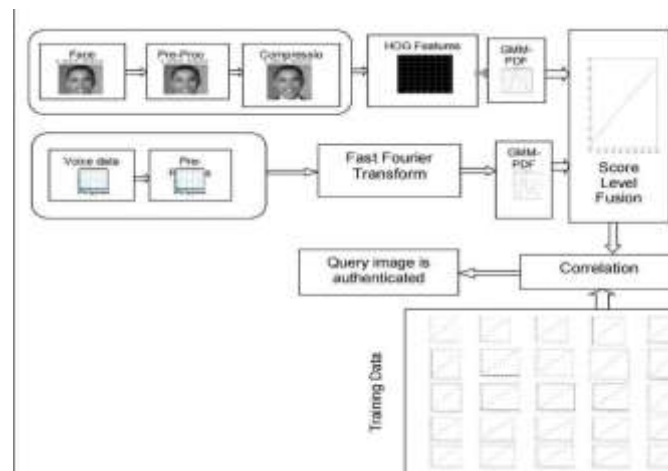 Face
Pre-Proc
Compressio
HOG Features
GMM-
PDF
Voice data
Pre-
Fast Fourier
Transform
GMM-
PDF
Score
Level
Fusion
Query image is
authenticated
Correlation
Training Data